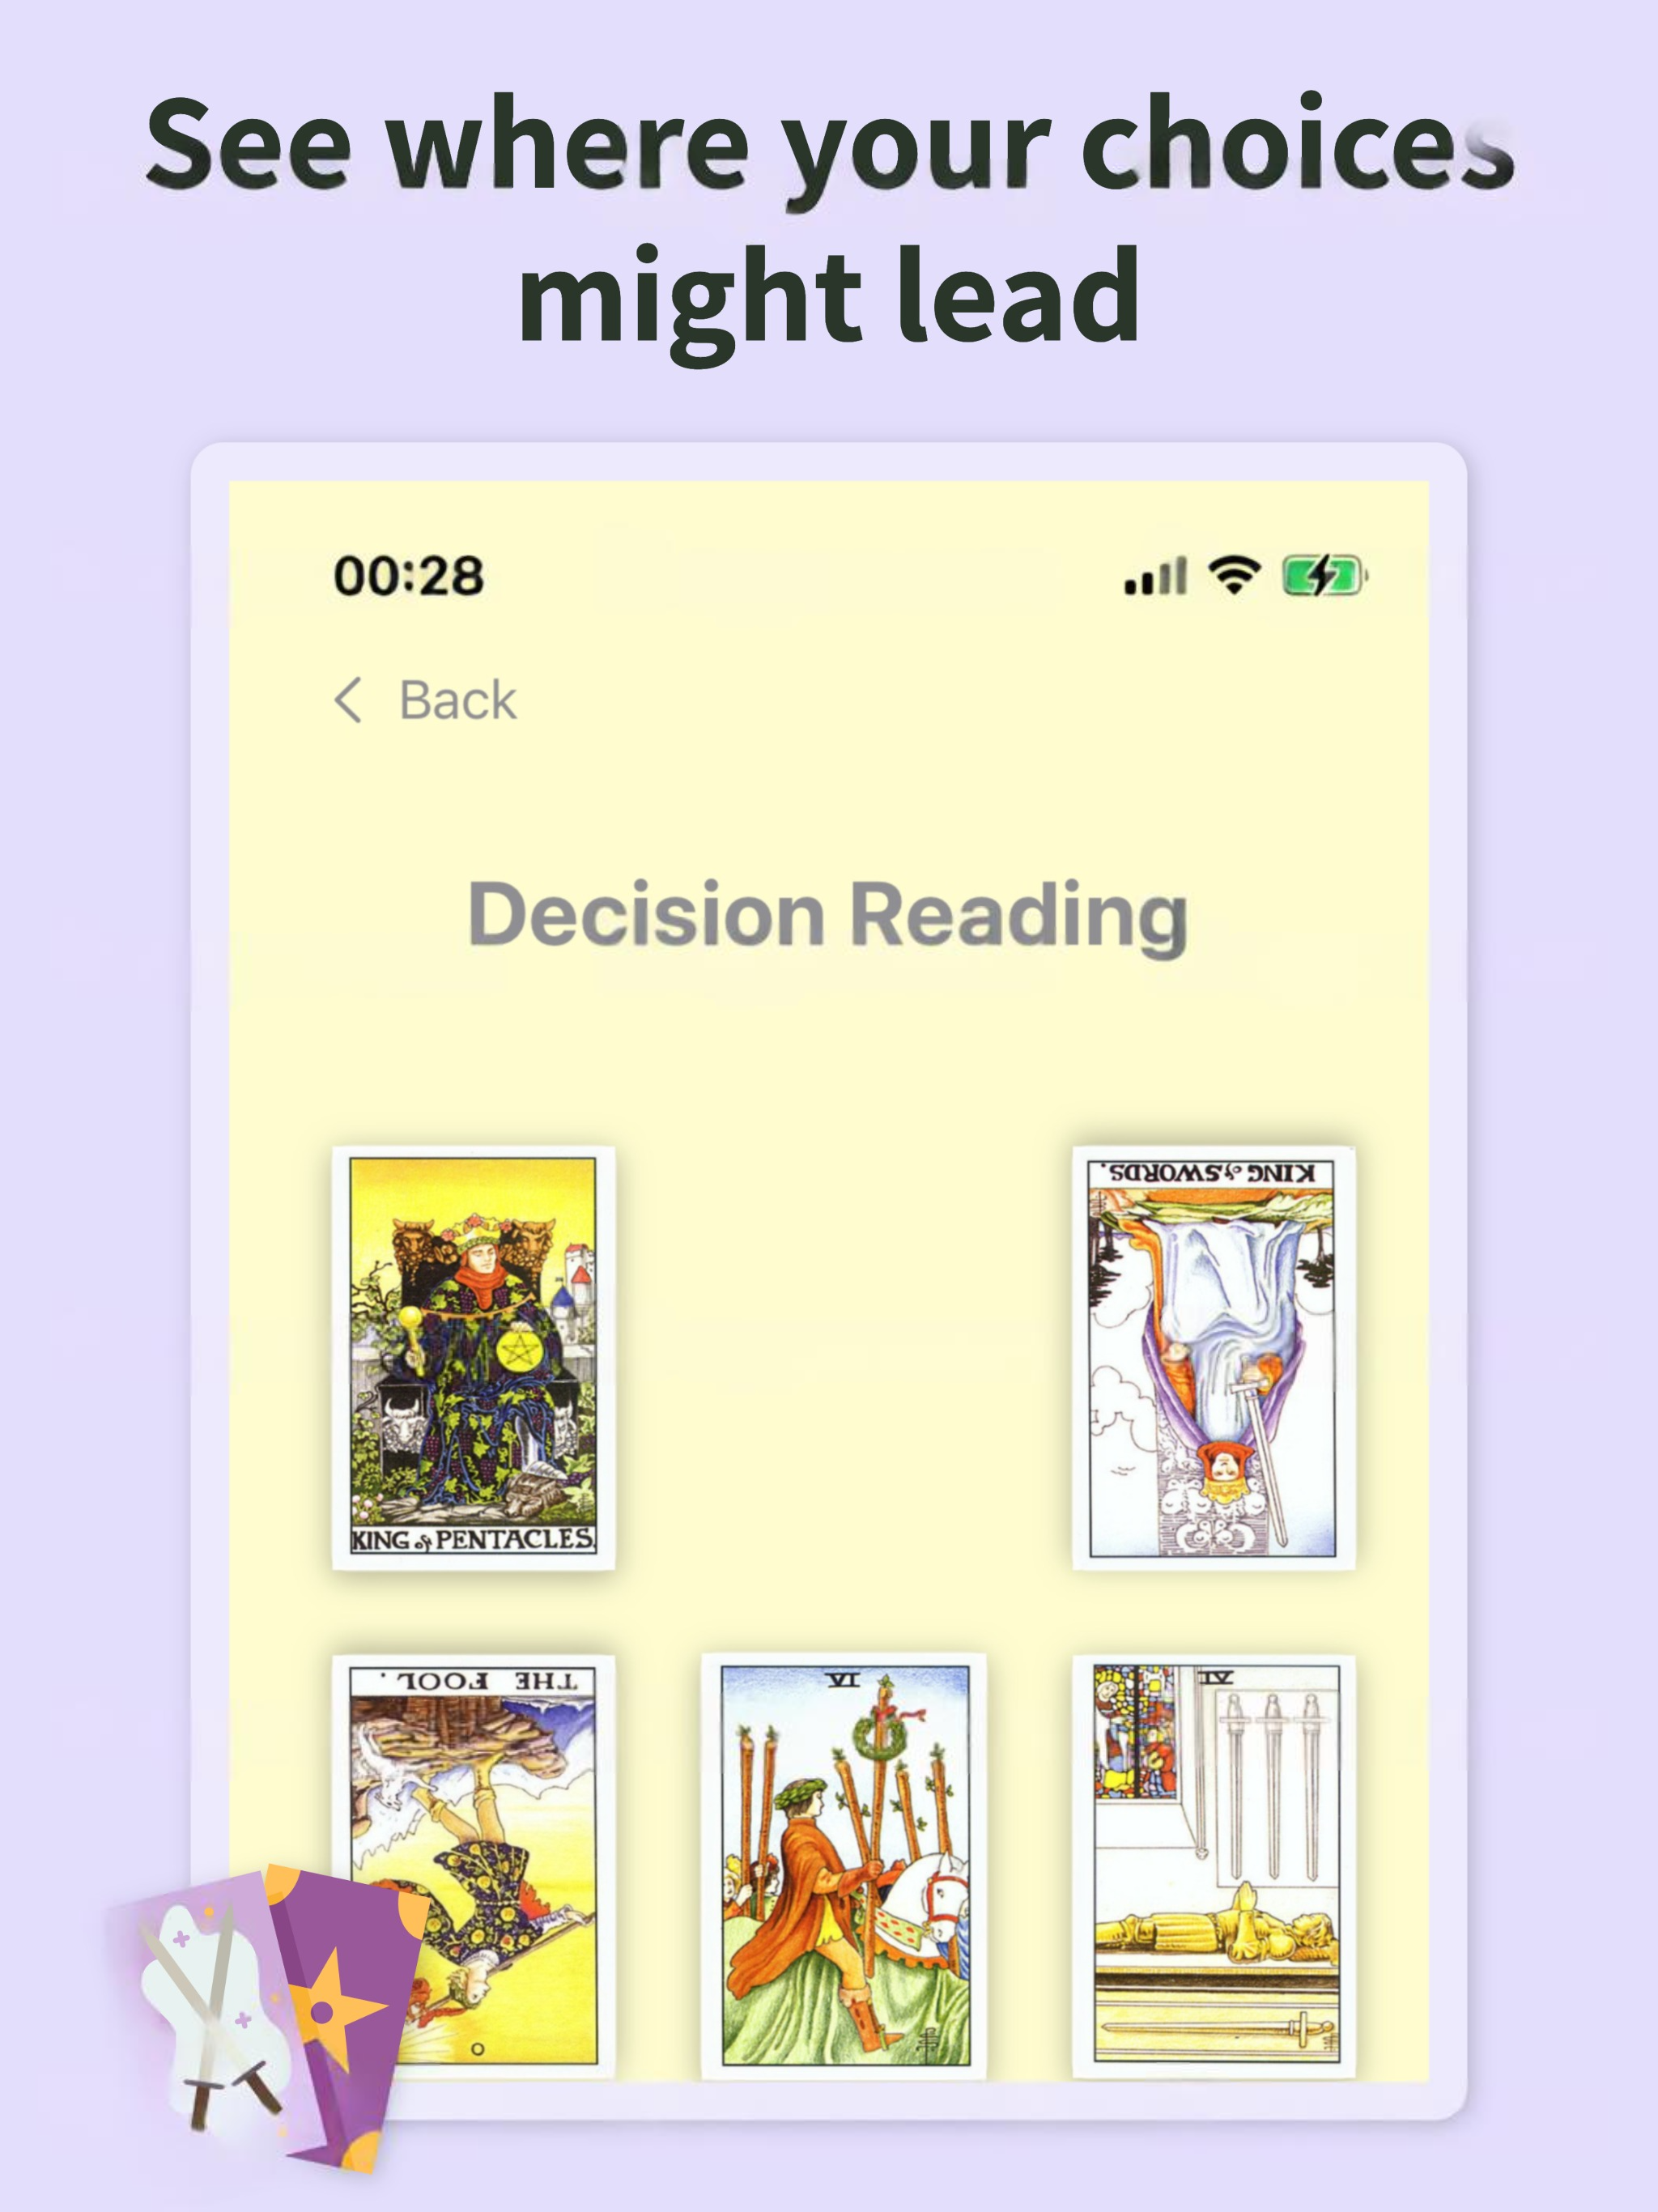 See where your choices
might lead
00:28
Back
Decision Reading
KING of PENTACLES.
KING of SWORDS.
THE FOOL.
VI
IV
0